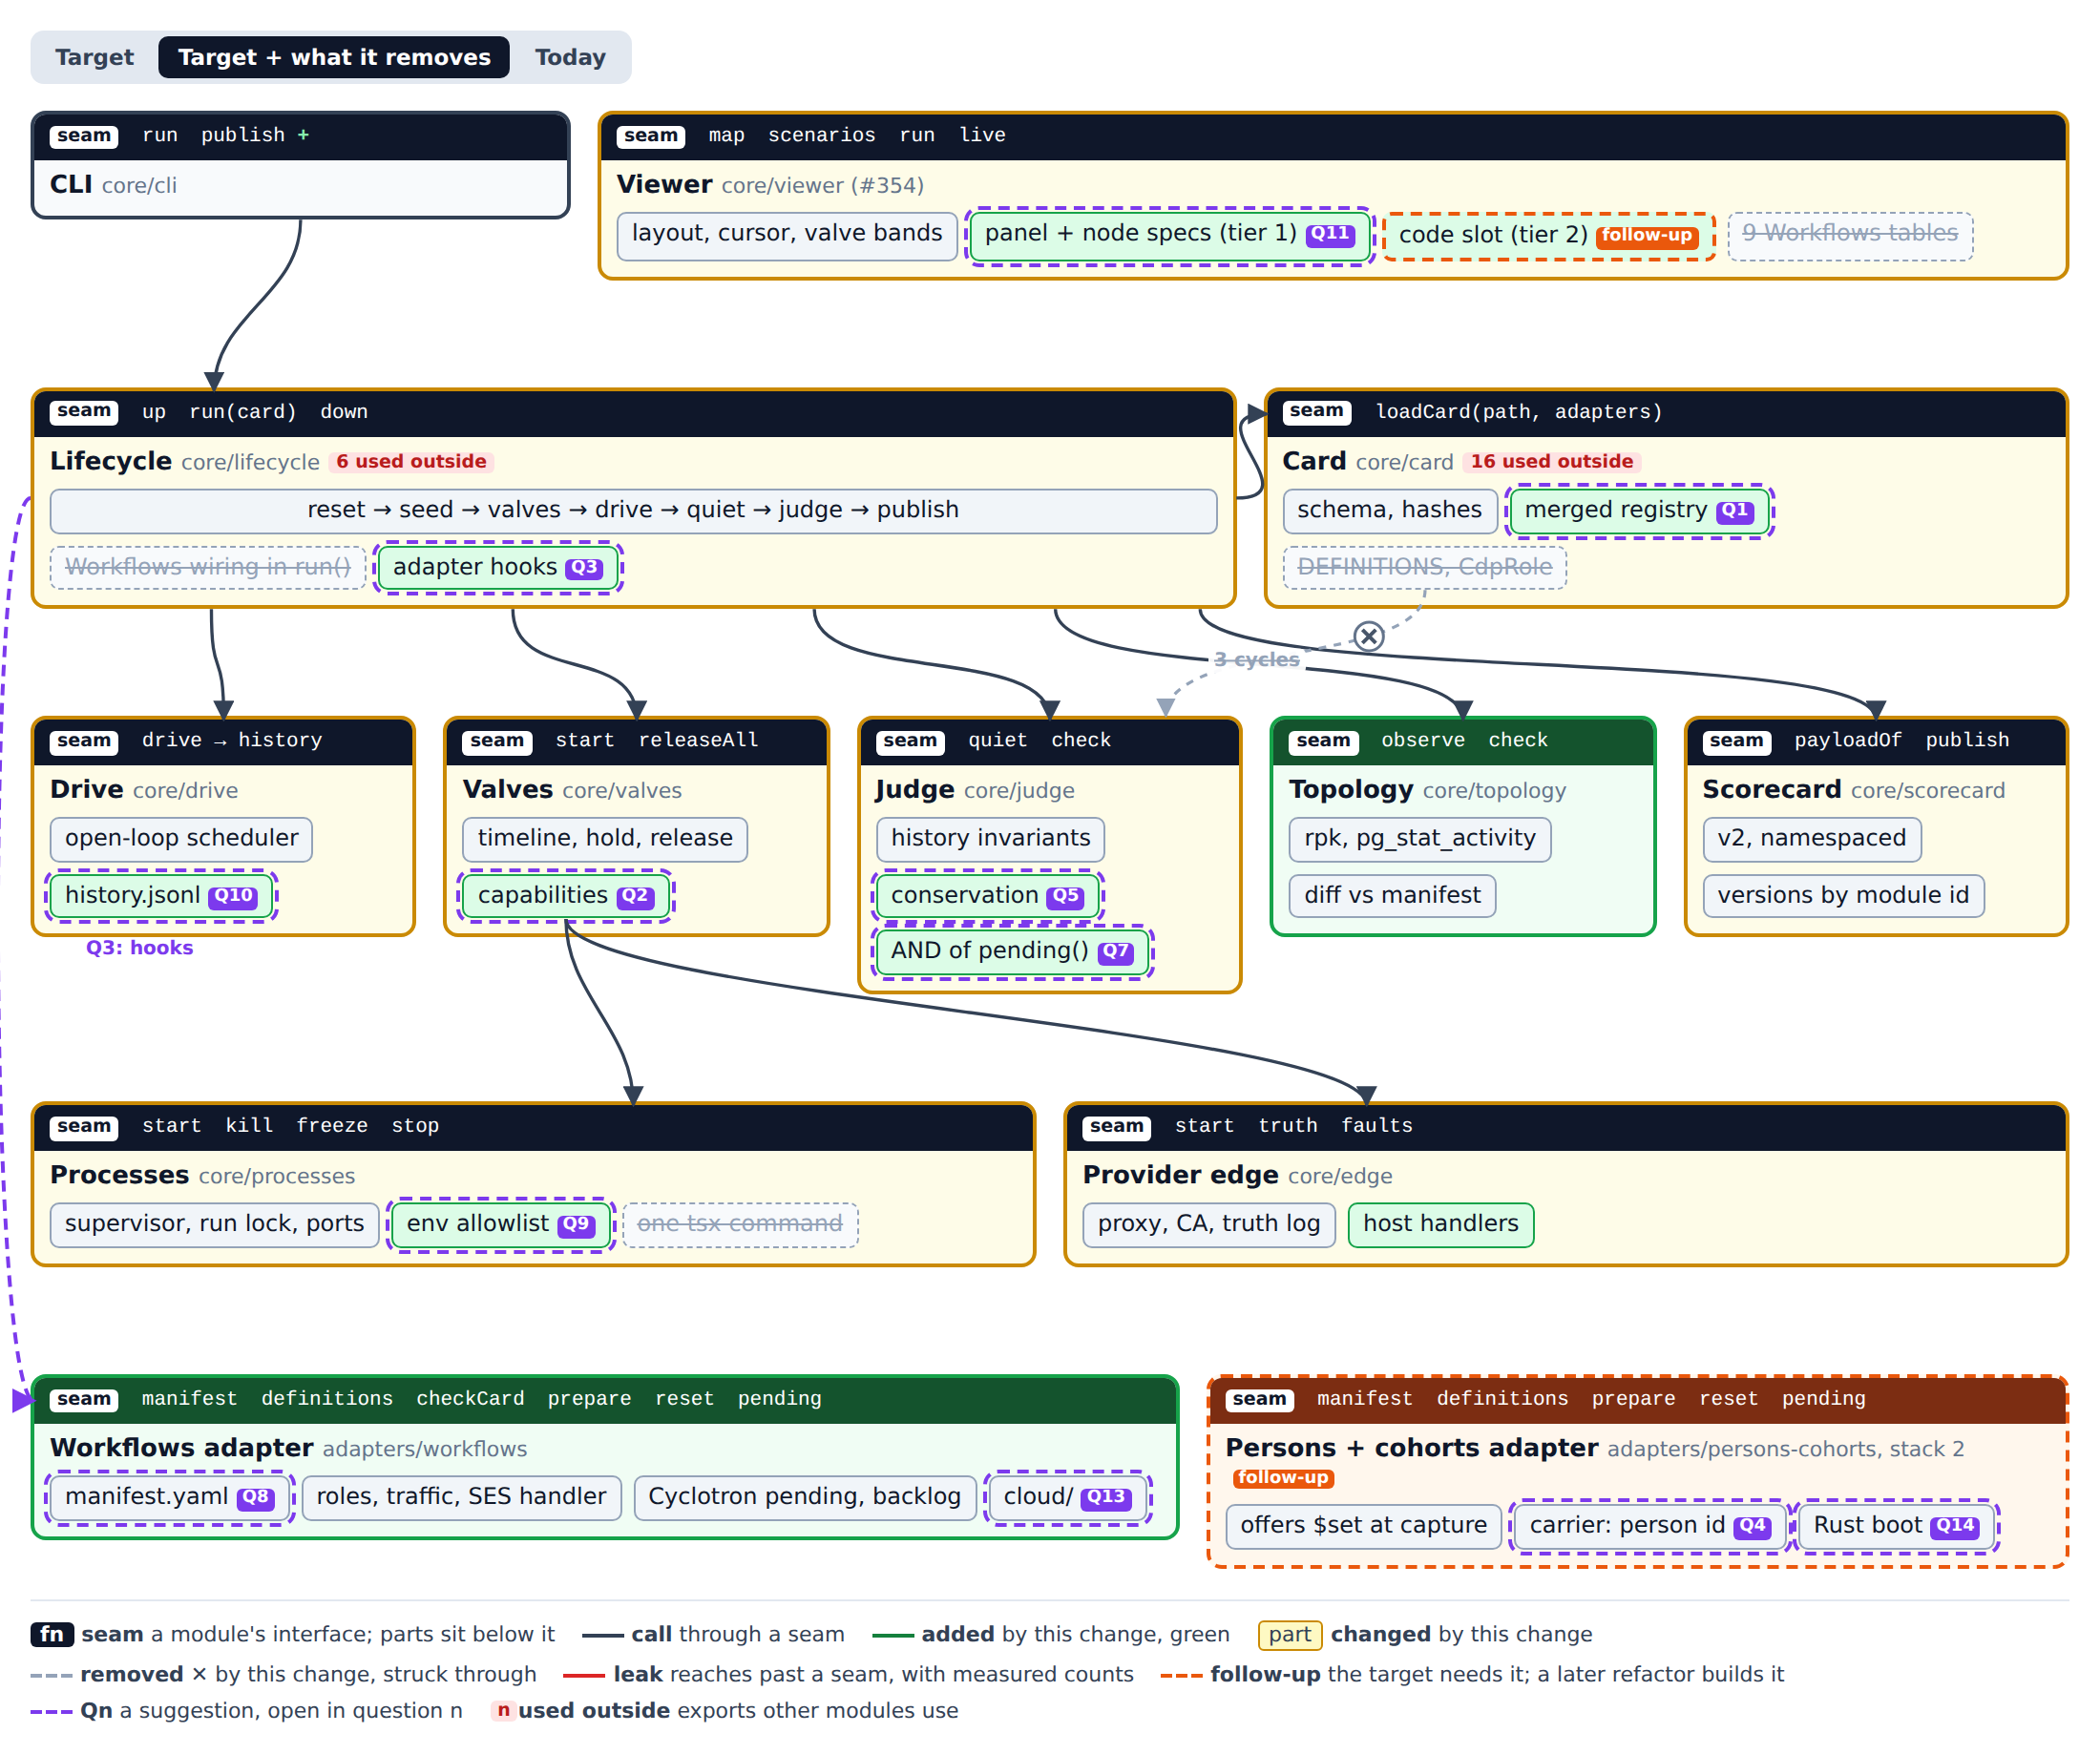 Target Target + what it removes Today
seam run publish +
CLI core/cli
seam map scenarios run live
Viewer core/viewer (#354)
layout, cursor, valve bands panel + node specs (tier 1) Q11 code slot (tier 2) follow-up 9 Workflows tables
seam up run(card) down
Lifecycle core/lifecycle 6 used outside
reset → seed → valves → drive → quiet → judge → publish
Workflows wiring in run() adapter hooks Q3
seam loadCard(path, adapters)
Card core/card 16 used outside
schema, hashes merged registry Q1
DEFINITIONS, CdpRole
3 cycles
seam drive → history
Drive core/drive
open-loop scheduler
history.jsonl Q10
Q3: hooks
seam start releaseAll
Valves core/valves
timeline, hold, release
capabilities Q2
seam quiet check
Judge core/judge
history invariants
conservation Q5
AND of pending() Q7
seam observe check
Topology core/topology
rpk, pg_stat_activity
diff vs manifest
seam payloadOf publish
Scorecard core/scorecard
v2, namespaced
versions by module id
seam start kill freeze stop
Processes core/processes
supervisor, run lock, ports env allowlist Q9 one tsx command
seam start truth faults
Provider edge core/edge
proxy, CA, truth log host handlers
seam manifest definitions checkCard prepare reset pending
Workflows adapter adapters/workflows
manifest.yaml Q8 roles, traffic, SES handler Cyclotron pending, backlog cloud/ Q13
seam manifest definitions prepare reset pending
Persons + cohorts adapter adapters/persons-cohorts, stack 2
follow-up
offers $set at capture carrier: person id Q4 Rust boot Q14
fn seam a module's interface; parts sit below it call through a seam added by this change, green part changed by this change
removed ✕ by this change, struck through leak reaches past a seam, with measured counts follow-up the target needs it; a later refactor builds it
Qn a suggestion, open in question n n used outside exports other modules use